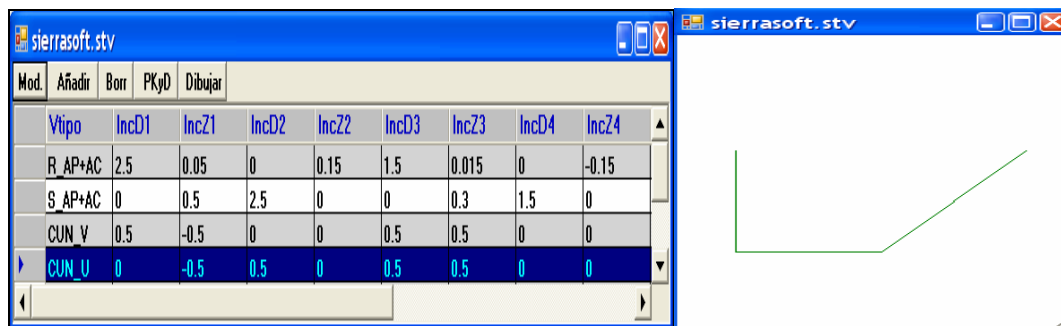 sierrasoft.stv
Mod. Añadir Borr PKyD Dibujar
Vtipo IncD1 IncZ1 IncD2 IncZ2 IncD3 IncZ3 IncD4 IncZ4
R_AP+AC 2.5 0.05 0 0.15 1.5 0.015 0 -0.15
S_AP+AC 0 0.5 2.5 0 0 0.3 1.5 0
CUN_V 0.5 -0.5 0 0 0.5 0.5 0 0
CUN_U 0 -0.5 0.5 0 0.5 0.5 0 0
sierrasoft.stv